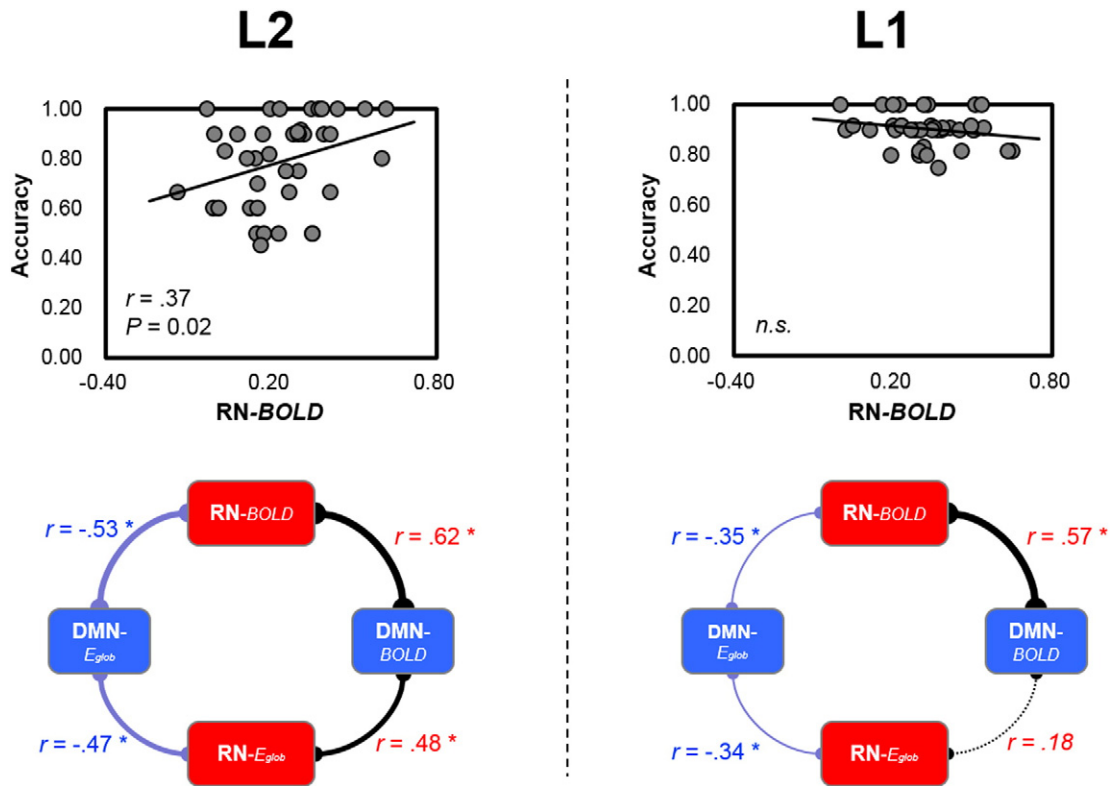 L2
1.00
0.80
0.60
0.40
0.20
0.00
Accuracy
r = .37
P = 0.02
-0.40
0.20
0.80
RN-BOLD
L1
1.00
0.80
0.60
0.40
0.20
0.00
Accuracy
n.s.
-0.40
0.20
0.80
RN-BOLD
RN-BOLD
r = -.53 *
r = .62 *
DMN-
Eglob
DMN-
BOLD
r = -.47 *
RN-Eglob
r = .48 *
RN-BOLD
r = -.35 *
r = .57 *
DMN-
Eglob
DMN-
BOLD
r = -.34 *
RN-Eglob
r = .18